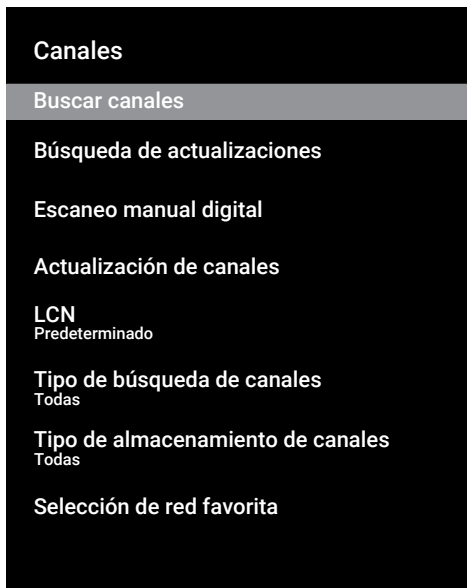 Canales
Buscar canales
Búsqueda de actualizaciones
Escaneo manual digital
Actualización de canales
LCN
Predeterminado
Tipo de búsqueda de canales
Todas
Tipo de almacenamiento de canales
Todas
Selección de red favorita